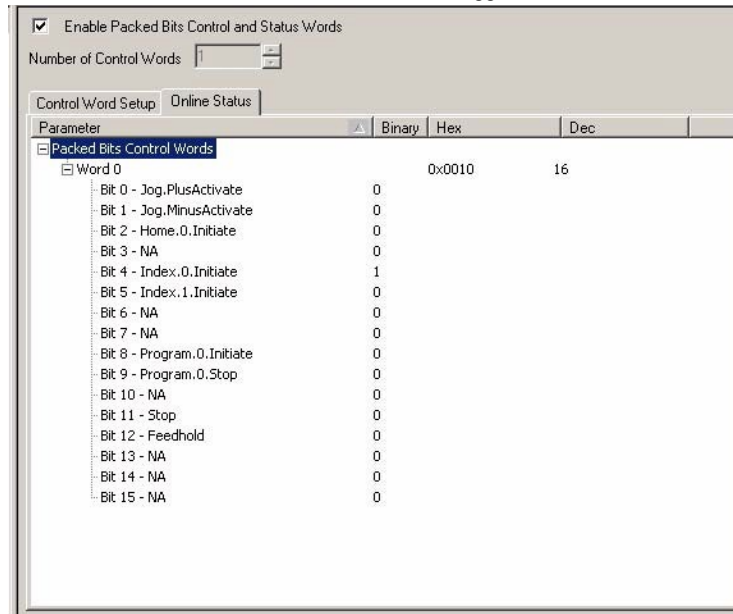 Enable Packed Bits Control and Status Words
Number of Control Words 1
Control Word Setup Online Status
Parameter Binary Hex Dec
Packed Bits Control Words
Word 0 0x0010 16
Bit 0 - Jog.PlusActivate 0
Bit 1 - Jog.MinusActivate 0
Bit 2 - Home.0.Initiate 0
Bit 3 - NA 0
Bit 4 - Index.0.Initiate 1
Bit 5 - Index.1.Initiate 0
Bit 6 - NA 0
Bit 7 - NA 0
Bit 8 - Program.0.Initiate 0
Bit 9 - Program.0.Stop 0
Bit 10 - NA 0
Bit 11 - Stop 0
Bit 12 - Feedhold 0
Bit 13 - NA 0
Bit 14 - NA 0
Bit 15 - NA 0